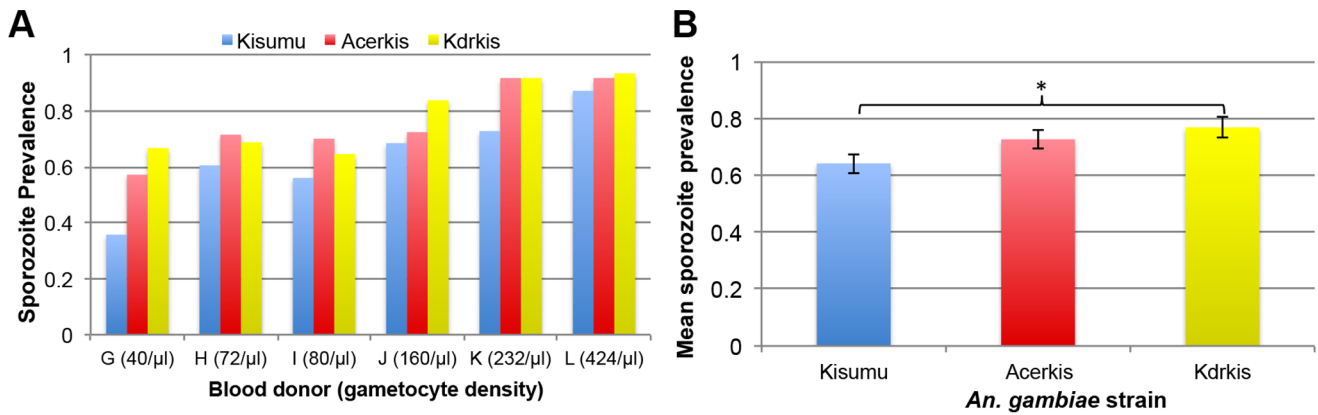 A
Kisumu Acerkis Kdrkis
Sporozoite Prevalence
1
0.8
0.6
0.4
0.2
0
G (40/µl) H (72/µl) I (80/µl) J (160/µl) K (232/µl) L (424/µl)
Blood donor (gametocyte density)
B
Mean sporozoite prevalence
1
0.8
0.6
0.4
0.2
0
*
Kisumu Acerkis Kdrkis
An. gambiae strain